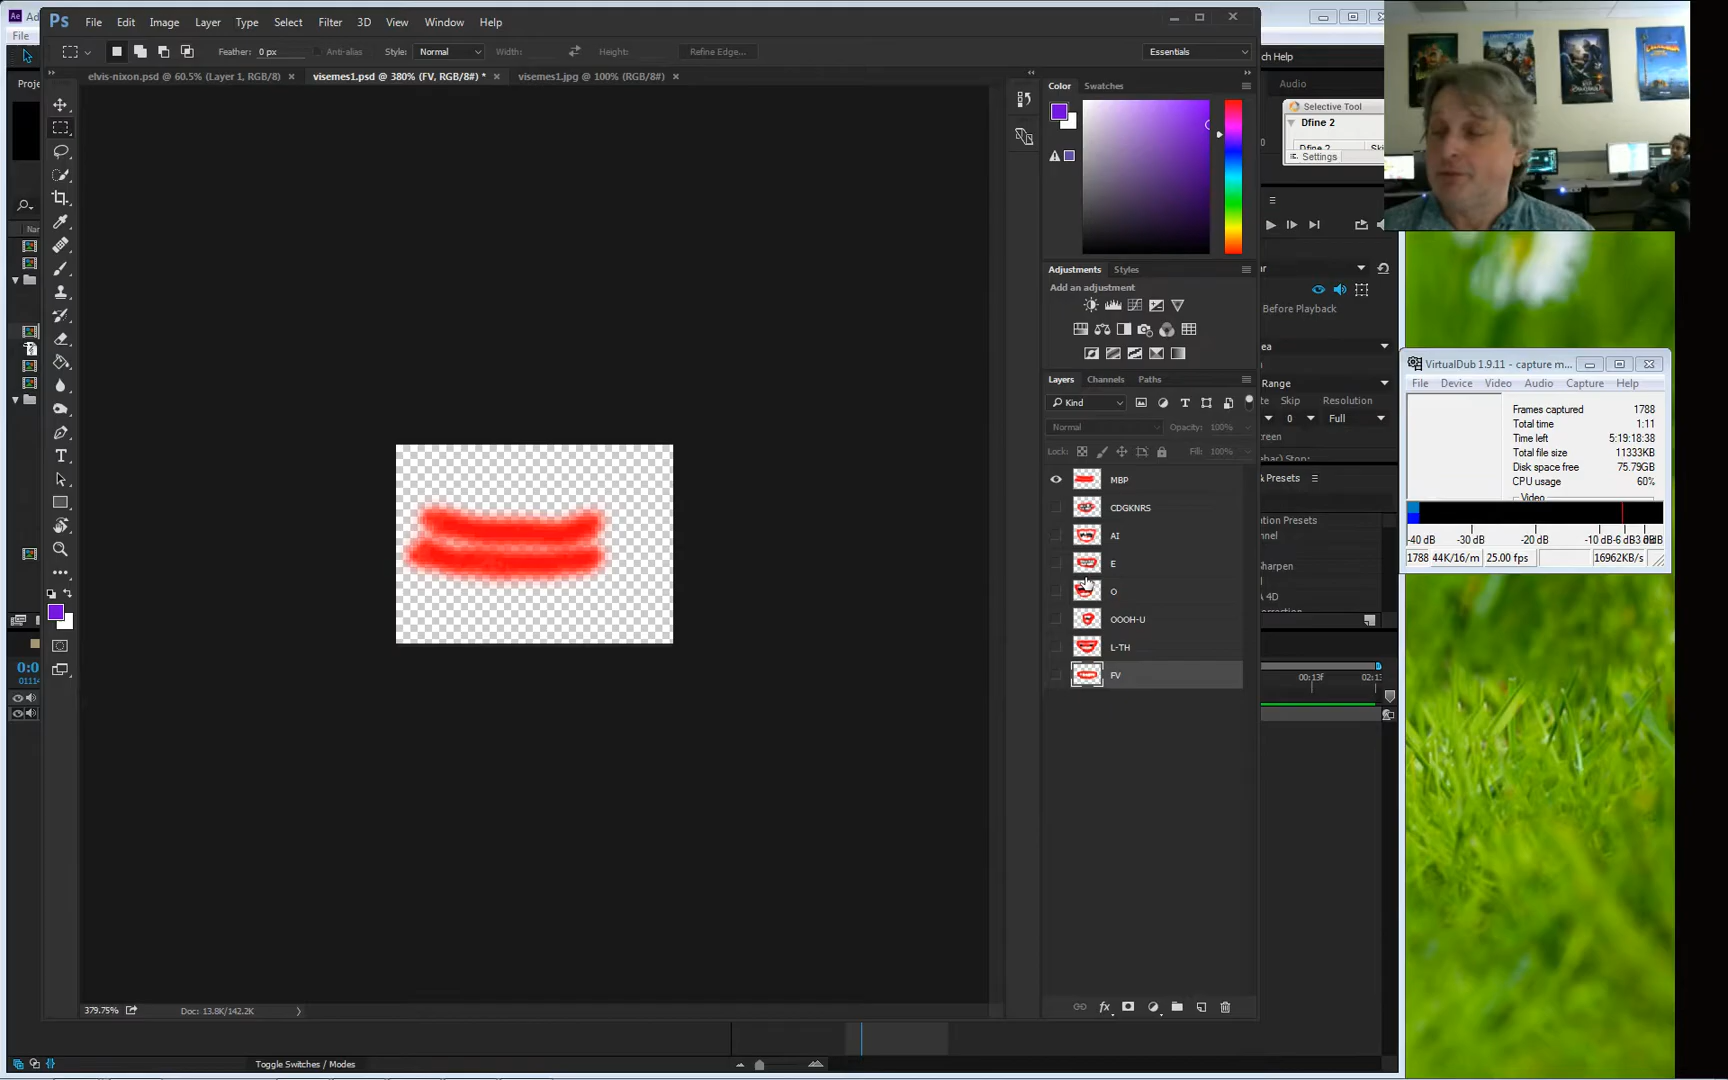 Ps File Edit Image Layer Type Select Filter 3D View Window Help
Feather: 0 px Anti-alias Style: Normal Width: Height: Refine Edge... Essentials
elvis-nixon.psd @ 60.5% (Layer 1, RGB/8) visemes1.psd @ 380% (FV, RGB/8#) * visemes1.jpg @ 100% (RGB/8#)
Ae
File
Proje
ch Help
Audio
Selective Tool
Dfine 2
Settings
Color Swatches
Adjustments Styles
Add an adjustment
Layers Channels Paths
Kind
Normal Opacity: 100%
Lock: Fill: 100%
MBP
CDGKNRS
AI
E
O
OOOH-U
L-TH
FV
Before Playback
Range
Skip Resolution
0 Full
Stop:
& Presets
T
379.75% Doc: 13.8K/142.2K
Toggle Switches / Modes
00:13f 02:13
VirtualDub 1.9.11 - capture m...
File Device Video Audio Capture Help
Frames captured 1788
Total time 1:11
Time left 5:19:18:38
Total file size 11333KB
Disk space free 75.79GB
CPU usage 60%
Video
-40 dB -30 dB -20 dB
1788 44K/16/m 25.00 fps 16962KB/s